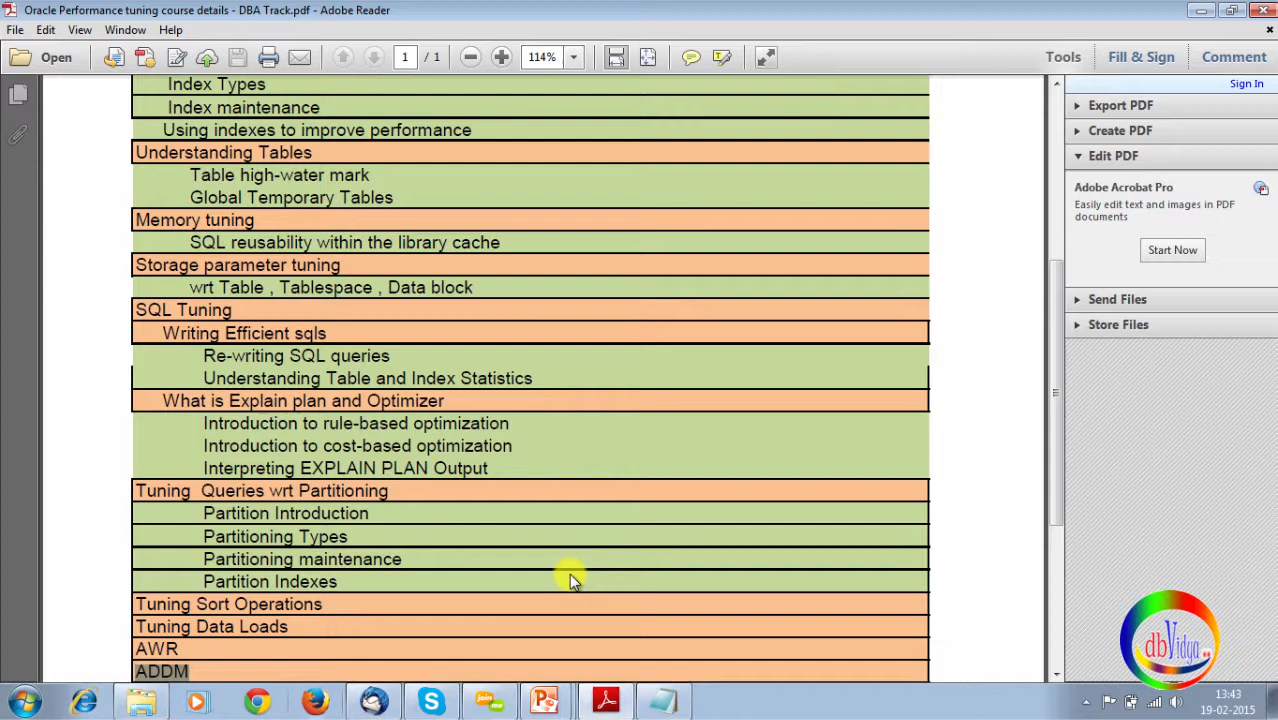 Oracle Performance tuning course details - DBA Track.pdf - Adobe Reader
File Edit View Window Help
Open 1 / 1 114% Tools Fill & Sign Comment
Sign In
Index Types
Index maintenance
Using indexes to improve performance
Understanding Tables
Table high-water mark
Global Temporary Tables
Memory tuning
SQL reusability within the library cache
Storage parameter tuning
wrt Table , Tablespace , Data block
SQL Tuning
Writing Efficient sqls
Re-writing SQL queries
Understanding Table and Index Statistics
What is Explain plan and Optimizer
Introduction to rule-based optimization
Introduction to cost-based optimization
Interpreting EXPLAIN PLAN Output
Tuning Queries wrt Partitioning
Partition Introduction
Partitioning Types
Partitioning maintenance
Partition Indexes
Tuning Sort Operations
Tuning Data Loads
AWR
ADDM
Export PDF
Create PDF
Edit PDF
Adobe Acrobat Pro
Easily edit text and images in PDF
documents
Start Now
Send Files
Store Files
dbVidya
join.me
13:43
19-02-2015